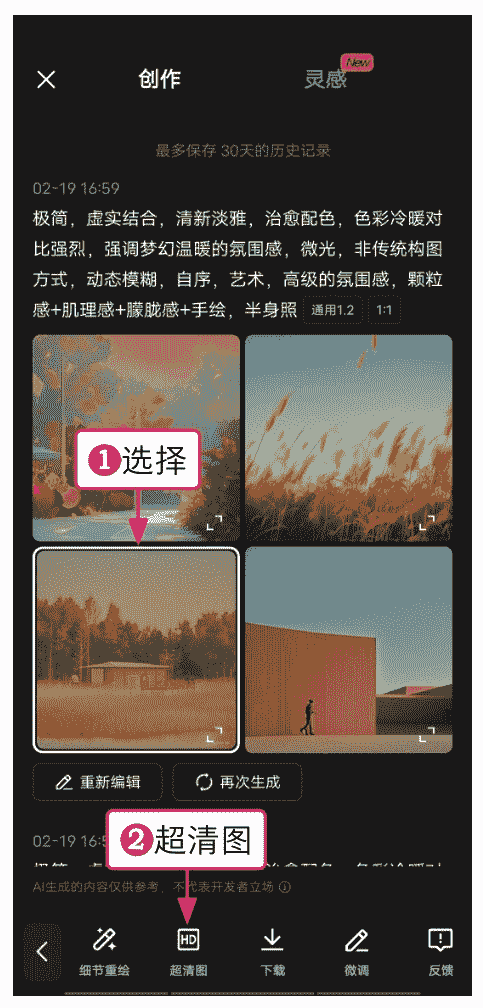 创作
灵感
New
最多保存 30天的历史记录
02-19 16:59
极简，虚实结合，清新淡雅，治愈配色，色彩冷暖对
比强烈，强调梦幻温暖的氛围感，微光，非传统构图
方式，动态模糊，自序，艺术，高级的氛围感，颗粒
感+肌理感+朦胧感+手绘，半身照 通用1.2 1:1
❶选择
重新编辑
再次生成
02-19 16:5
❷超清图
AI生成的内容仅供参考，不代表开发者立场
细节重绘
HD
超清图
下载
微调
反馈